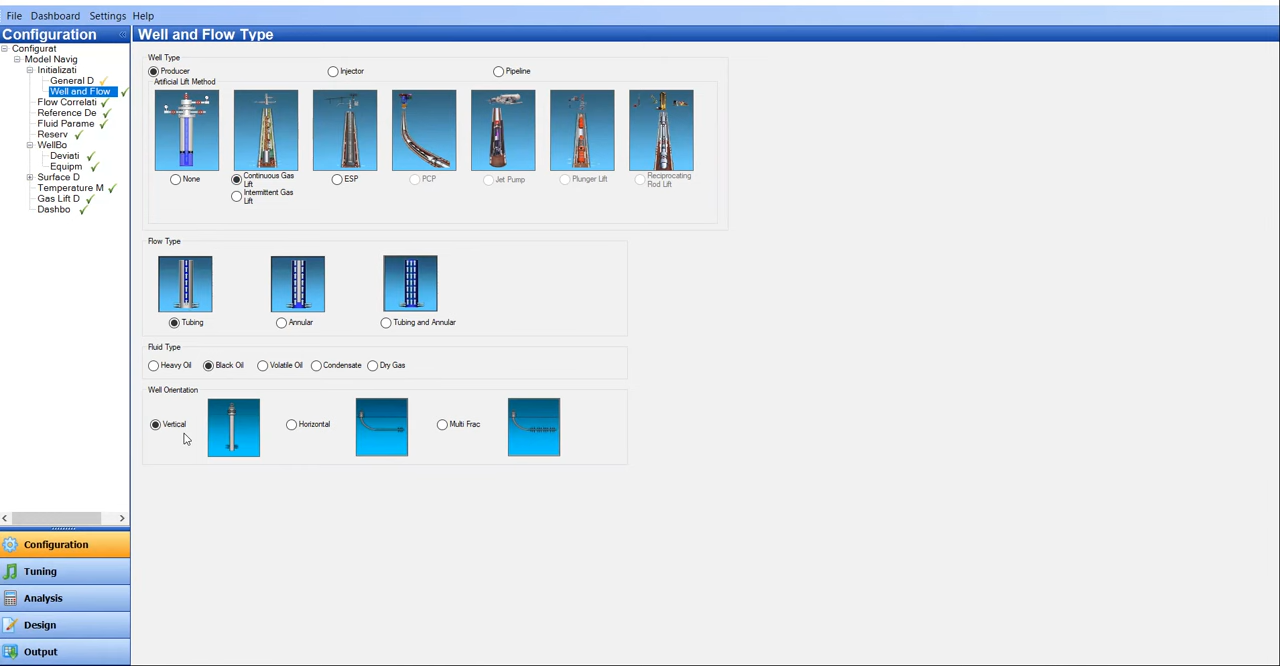 File Dashboard Settings Help
Configuration «
Well and Flow Type
Configurat
Model Navig
Initializati
General D
Well and Flow
Flow Correlati
Reference De
Fluid Parame
Reserv
WellBo
Deviati
Equipm
Surface D
Temperature M
Gas Lift D
Dashbo
Well Type
Producer Injector Pipeline
Artificial Lift Method
None
Continuous Gas
Lift
Intermittent Gas
Lift
ESP
PCP
Jet Pump
Plunger Lift
Reciprocating
Rod Lift
Flow Type
Tubing Annular Tubing and Annular
Fluid Type
Heavy Oil Black Oil Volatile Oil Condensate Dry Gas
Well Orientation
Vertical Horizontal Multi Frac
Configuration
Tuning
Analysis
Design
Output